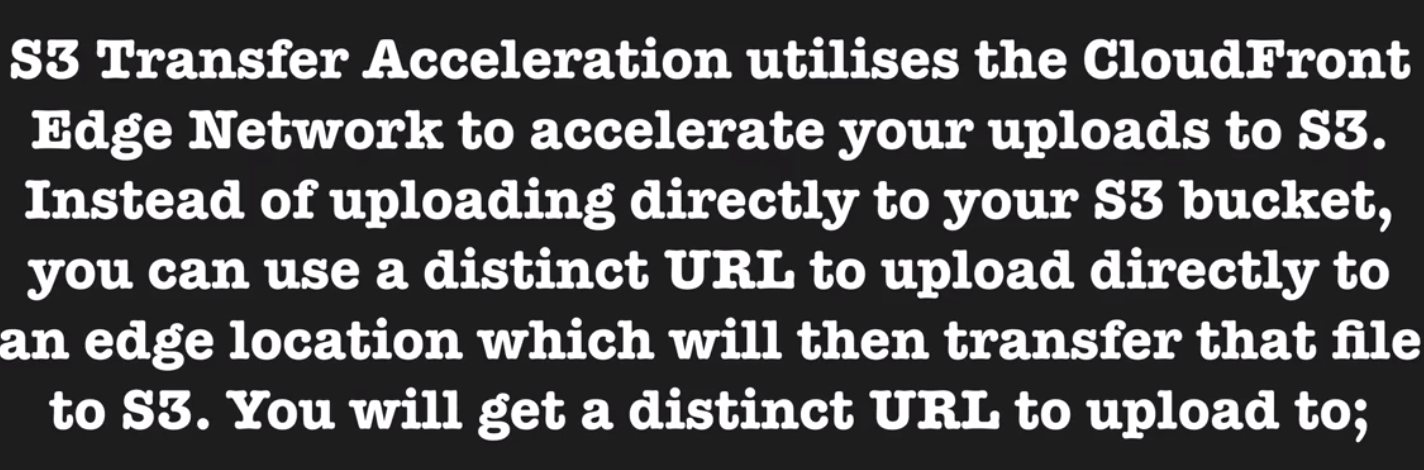 S3 Transfer Acceleration utilises the CloudFront
Edge Network to accelerate your uploads to S3.
Instead of uploading directly to your S3 bucket,
you can use a distinct URL to upload directly to
an edge location which will then transfer that file
to S3. You will get a distinct URL to upload to;